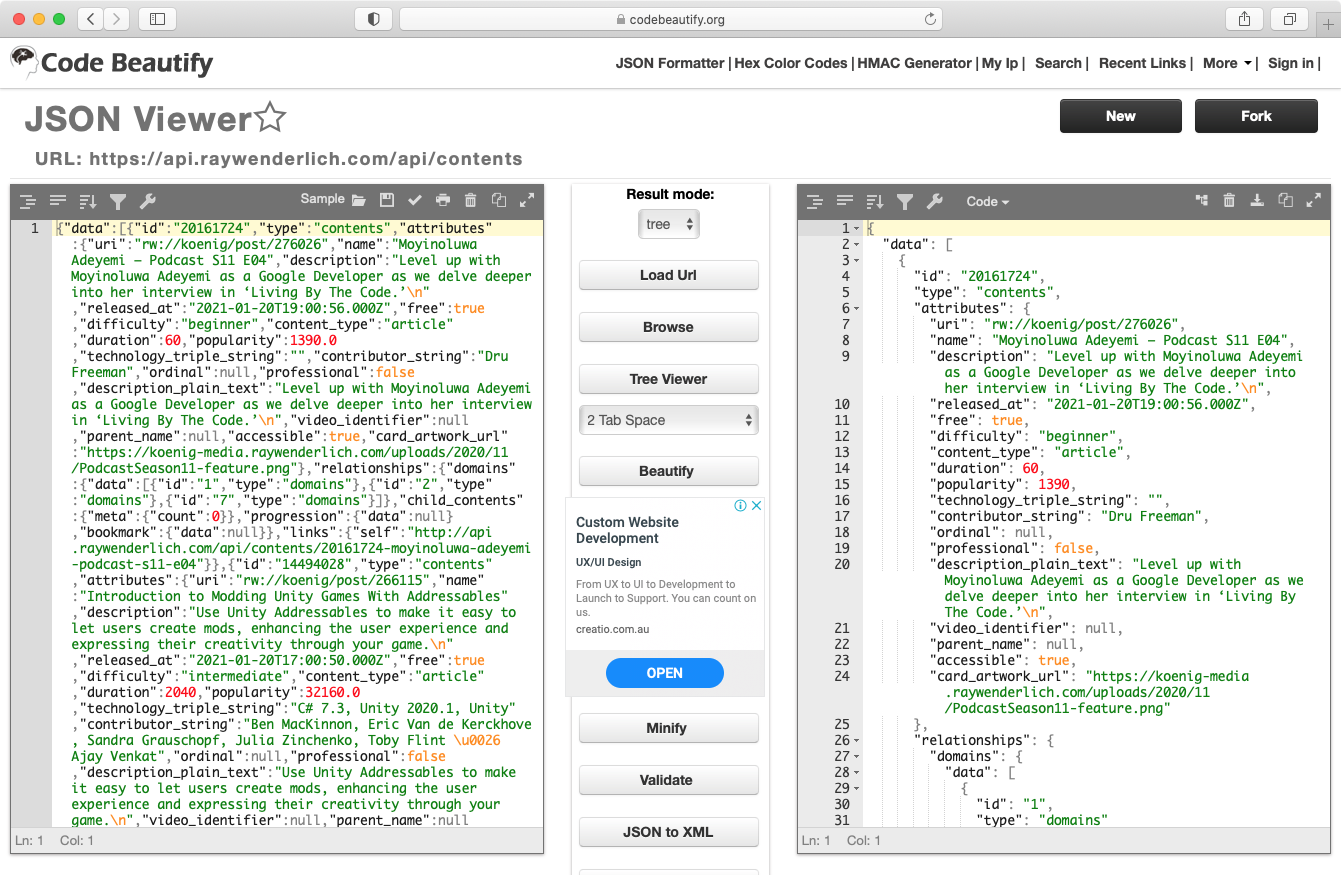 codebeautify.org
Code Beautify
JSON Formatter | Hex Color Codes | HMAC Generator | My Ip | Search | Recent Links | More | Sign in |
JSON Viewer
New
Fork
URL: https://api.raywenderlich.com/api/contents
Sample
1 {"data":[{"id":"20161724","type":"contents","attributes"
:{"uri":"rw://koenig/post/276026","name":"Moyinoluwa
Adeyemi – Podcast S11 E04","description":"Level up with
Moyinoluwa Adeyemi as a Google Developer as we delve deeper
into her interview in ‘Living By The Code.’\n"
,"released_at":"2021-01-20T19:00:56.000Z","free":true
,"difficulty":"beginner","content_type":"article"
,"duration":60,"popularity":1390.0
,"technology_triple_string":"","contributor_string":"Dru
Freeman","ordinal":null,"professional":false
,"description_plain_text":"Level up with Moyinoluwa Adeyemi
as a Google Developer as we delve deeper into her interview
in ‘Living By The Code.’\n","video_identifier":null
,"parent_name":null,"accessible":true,"card_artwork_url"
:"https://koenig-media.raywenderlich.com/uploads/2020/11
/PodcastSeason11-feature.png"},"relationships":{"domains"
:{"data":[{"id":"1","type":"domains"},{"id":"2","type"
:"domains"},{"id":"7","type":"domains"}]},"child_contents"
:{"meta":{"count":0}},"progression":{"data":null}
,"bookmark":{"data":null}},"links":{"self":"http://api
.raywenderlich.com/api/contents/20161724-moyinoluwa-adeyemi
-podcast-s11-e04"}},{"id":"14494028","type":"contents"
,"attributes":{"uri":"rw://koenig/post/266115","name"
:"Introduction to Modding Unity Games With Addressables"
,"description":"Use Unity Addressables to make it easy to
let users create mods, enhancing the user experience and
expressing their creativity through your game.\n"
,"released_at":"2021-01-20T17:00:50.000Z","free":true
,"difficulty":"intermediate","content_type":"article"
,"duration":2040,"popularity":32160.0
,"technology_triple_string":"C# 7.3, Unity 2020.1, Unity"
,"contributor_string":"Ben MacKinnon, Eric Van de Kerckhove
, Sandra Grauschopf, Julia Zinchenko, Toby Flint \u0026
Ajay Venkat","ordinal":null,"professional":false
,"description_plain_text":"Use Unity Addressables to make
it easy to let users create mods, enhancing the user
experience and expressing their creativity through your
game.\n","video_identifier":null,"parent_name":null
Ln: 1 Col: 1
Result mode:
tree
Load Url
Browse
Tree Viewer
2 Tab Space
Beautify
Custom Website
Development
UX/UI Design
From UX to UI to Development to
Launch to Support. You can count on
us.
creatio.com.au
OPEN
Minify
Validate
JSON to XML
Code
1 {
2 "data": [
3 {
4 "id": "20161724",
5 "type": "contents",
6 "attributes": {
7 "uri": "rw://koenig/post/276026",
8 "name": "Moyinoluwa Adeyemi – Podcast S11 E04",
9 "description": "Level up with Moyinoluwa Adeyemi
as a Google Developer as we delve deeper into
her interview in ‘Living By The Code.’\n",
10 "released_at": "2021-01-20T19:00:56.000Z",
11 "free": true,
12 "difficulty": "beginner",
13 "content_type": "article",
14 "duration": 60,
15 "popularity": 1390,
16 "technology_triple_string": "",
17 "contributor_string": "Dru Freeman",
18 "ordinal": null,
19 "professional": false,
20 "description_plain_text": "Level up with
Moyinoluwa Adeyemi as a Google Developer as we
delve deeper into her interview in ‘Living By
The Code.’\n",
21 "video_identifier": null,
22 "parent_name": null,
23 "accessible": true,
24 "card_artwork_url": "https://koenig-media
.raywenderlich.com/uploads/2020/11
/PodcastSeason11-feature.png"
25 },
26 "relationships": {
27 "domains": {
28 "data": [
29 {
30 "id": "1",
31 "type": "domains"
Ln: 1 Col: 1